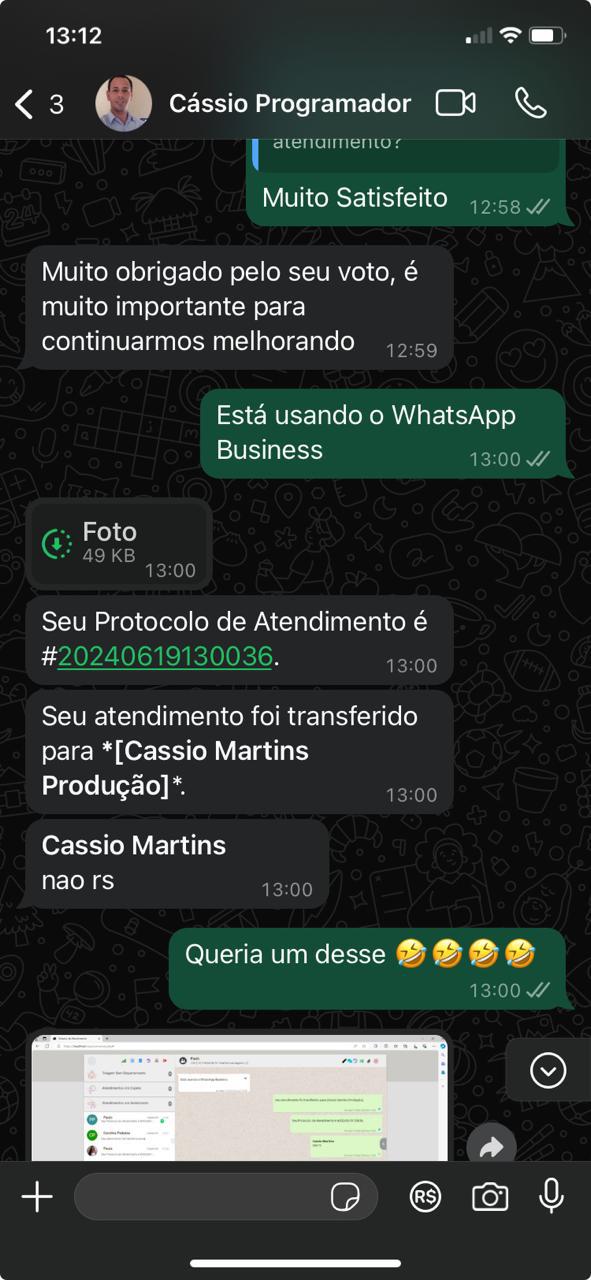 13:12
3
Cássio Programador
atendimento?
Muito Satisfeito
12:58
Muito obrigado pelo seu voto, é
muito importante para
continuarmos melhorando
12:59
Está usando o WhatsApp
Business
13:00
Foto
49 KB
13:00
Seu Protocolo de Atendimento é
#20240619130036.
13:00
Seu atendimento foi transferido
para *[Cassio Martins
Produção]*.
13:00
Cassio Martins
nao rs
13:00
Queria um desse 🤣🤣🤣🤣
13:00
R$